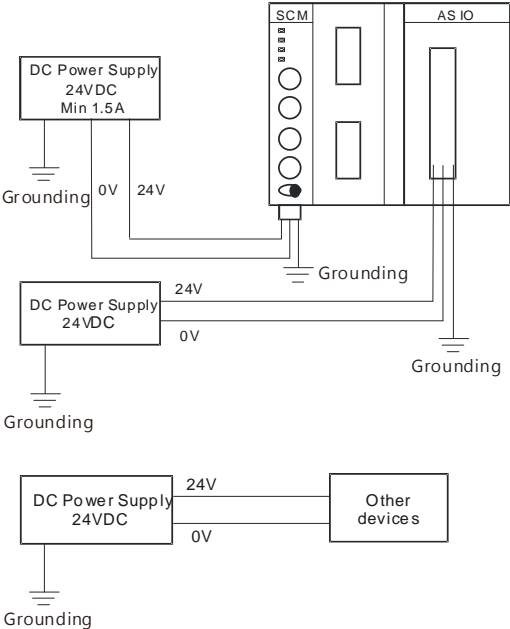 SCM
AS IO
DC Power Supply
24VDC
Min 1.5A
Grounding
0V
24V
Grounding
DC Power Supply
24VDC
24V
0V
Grounding
Grounding
DC Power Supply
24VDC
24V
0V
Other
devices
Grounding